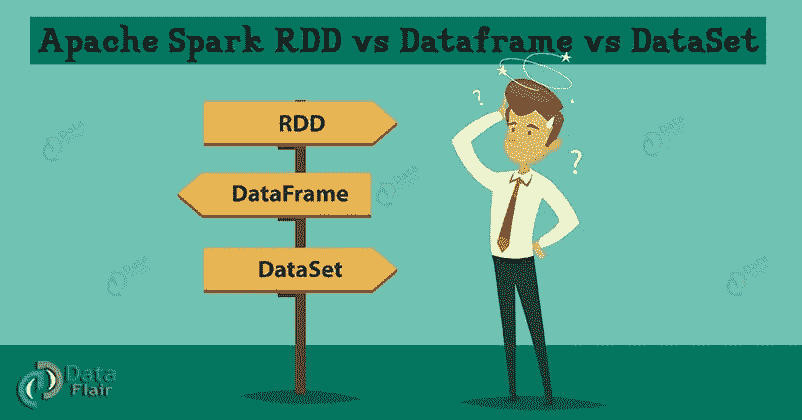 Apache Spark RDD vs Dataframe vs DataSet
RDD
DataFrame
DataSet
Data
Flair